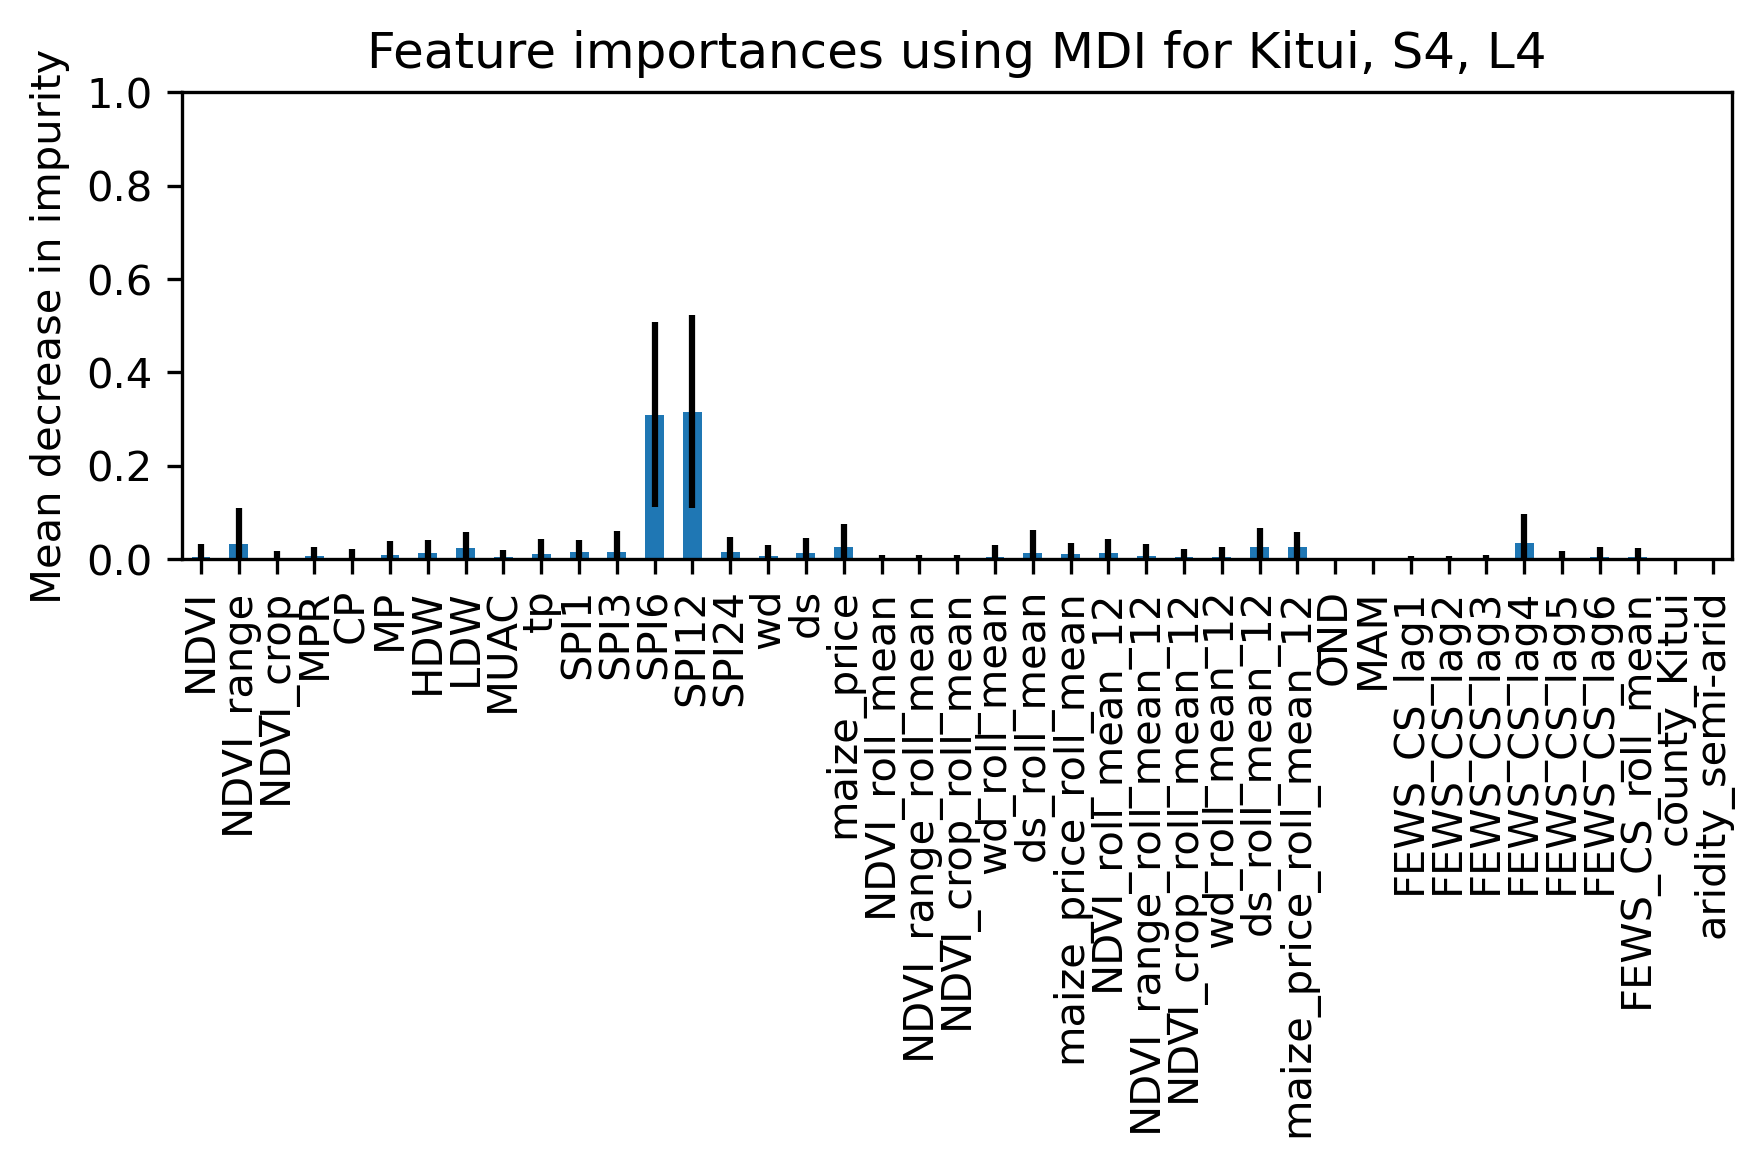 Feature importances using MDI for Kitui, S4, L4
Mean decrease in impurity
1.0
0.8
0.6
0.4
0.2
0.0
NDVI
NDVI_range
NDVI_crop
MPR
CP
MP
HDW
LDW
MUAC
tp
SPI1
SPI3
SPI6
SPI12
SPI24
wd
ds
maize_price
NDVI_roll_mean
NDVI_range_roll_mean
NDVI_crop_roll_mean
wd_roll_mean
ds_roll_mean
maize_price_roll_mean
NDVI_roll_mean_12
NDVI_range_roll_mean_12
NDVI_crop_roll_mean_12
wd_roll_mean_12
ds_roll_mean_12
maize_price_roll_mean_12
OND
MAM
FEWS_CS_lag1
FEWS_CS_lag2
FEWS_CS_lag3
FEWS_CS_lag4
FEWS_CS_lag5
FEWS_CS_lag6
FEWS_CS_roll_mean
county_Kitui
aridity_semi-arid